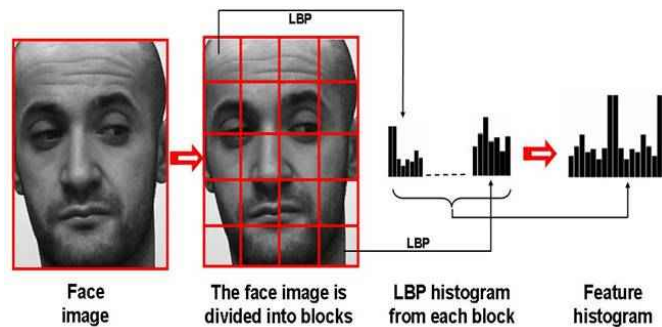 LBP
LBP
Face
image
The face image is
divided into blocks
LBP histogram
from each block
Feature
histogram